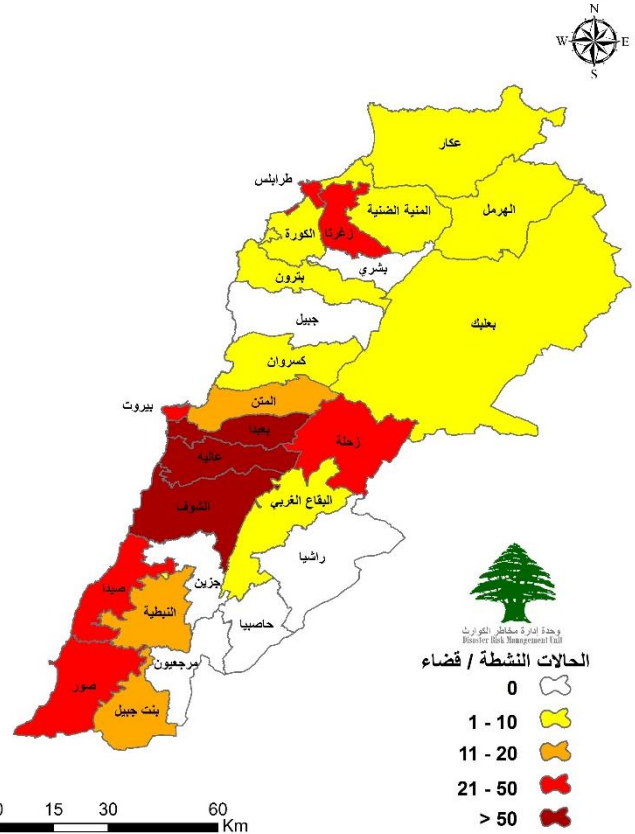 N
W E
S
عكار
طرابلس
المنية الضنية
الهرمل
زغرتا
الكورة
بشري
بترون
بعلبك
جبيل
كسروان
المتن
بيروت
بعبدا
زحلة
عاليه
الشوف
البقاع الغربي
راشيا
جزين
صيدا
النبطية
حاصبيا
مرجعيون
صور
بنت جبيل
وحدة إدارة مخاطر الكوارث
Disaster Risk Management Unit
الحالات النشطة / قضاء
0
1 - 10
11 - 20
21 - 50
> 50
0 15 30 60
Km